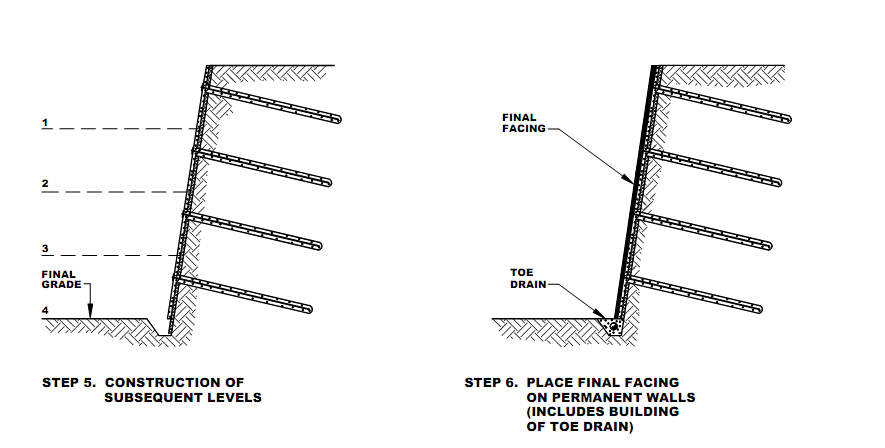 1
2
3
FINAL
GRADE
4
STEP 5. CONSTRUCTION OF
SUBSEQUENT LEVELS
FINAL
FACING
TOE
DRAIN
STEP 6. PLACE FINAL FACING
ON PERMANENT WALLS
(INCLUDES BUILDING
OF TOE DRAIN)